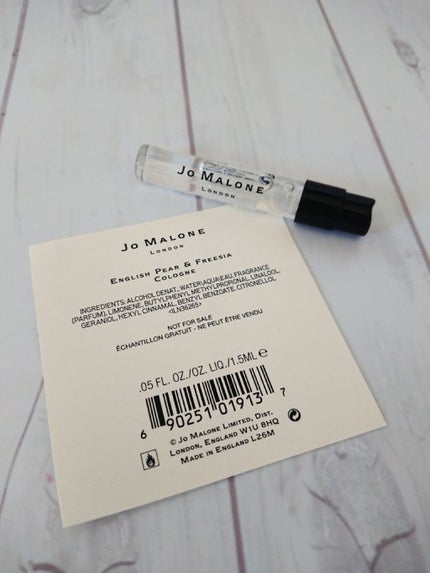 Jo Malone
London
Jo Malone
London
English Pear & Freesia
Cologne
INGREDIENTS: ALCOHOL DENAT., WATER\AQUA\EAU, FRAGRANCE
(PARFUM), LIMONENE, BUTYLPHENYL METHYLPROPIONAL, LINALOOL,
GERANIOL, HEXYL CINNAMAL, BENZYL BENZOATE, CITRONELLOL
<ILN36265>
NOT FOR SALE
ÉCHANTILLON GRATUIT - NE PEUT ÊTRE VENDU
.05 FL. OZ./OZ. LIQ./1.5ML ℮
6 90251 01913 7
© Jo Malone Limited, Dist.
London, England W1U 8HQ
Made in England L26M